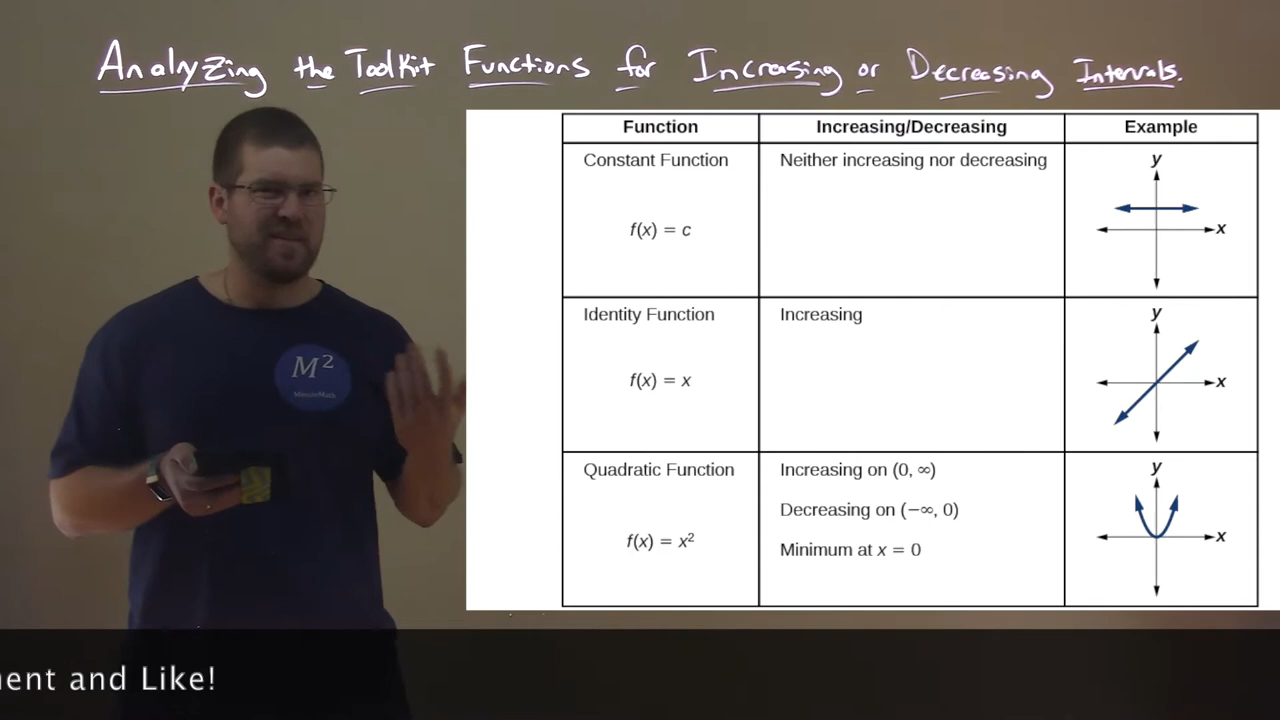 Analyzing the Toolkit Functions for Increasing or Decreasing Intervals.
Function Increasing/Decreasing Example
Constant Function Neither increasing nor decreasing
f(x) = c
y
x
Identity Function Increasing
f(x) = x
y
x
Quadratic Function Increasing on (0, ∞)
Decreasing on (−∞, 0)
f(x) = x²
Minimum at x = 0
y
x
M²
MinuteMath
ent and Like!